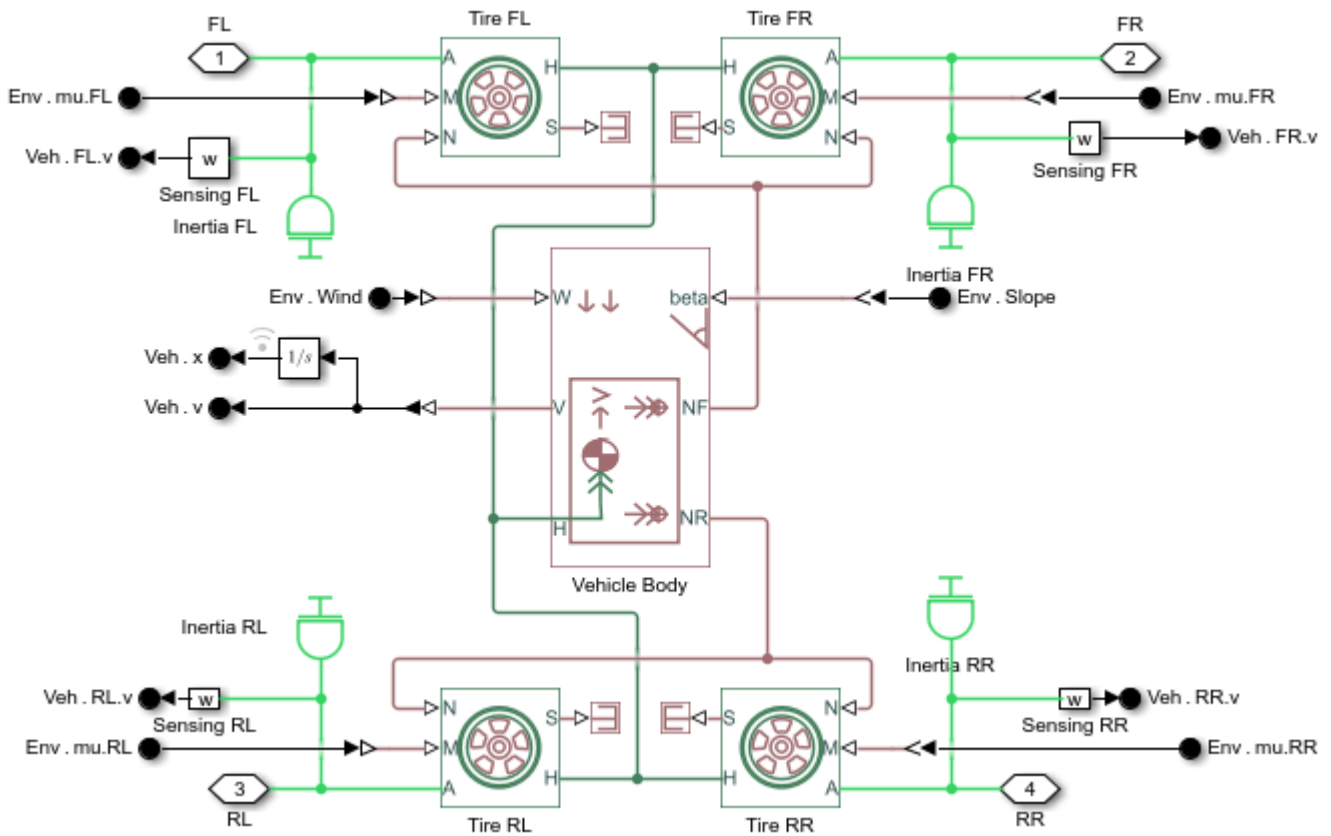 FL
Tire FL
Tire FR
FR
1
A
H
H
A
2
Env . mu.FL
M
M
Env . mu.FR
S
S
N
N
Veh . FL.v
w
w
Veh . FR.v
Sensing FL
Sensing FR
Inertia FL
Inertia FR
Env . Wind
W
beta
Env . Slope
Veh . x
1/s
V
Veh . v
V
NF
NR
H
Vehicle Body
Inertia RL
Inertia RR
Veh . RL.v
w
N
N
w
Veh . RR.v
Sensing RL
S
S
Sensing RR
Env . mu.RL
M
M
Env . mu.RR
3
A
H
H
A
4
RL
Tire RL
Tire RR
RR